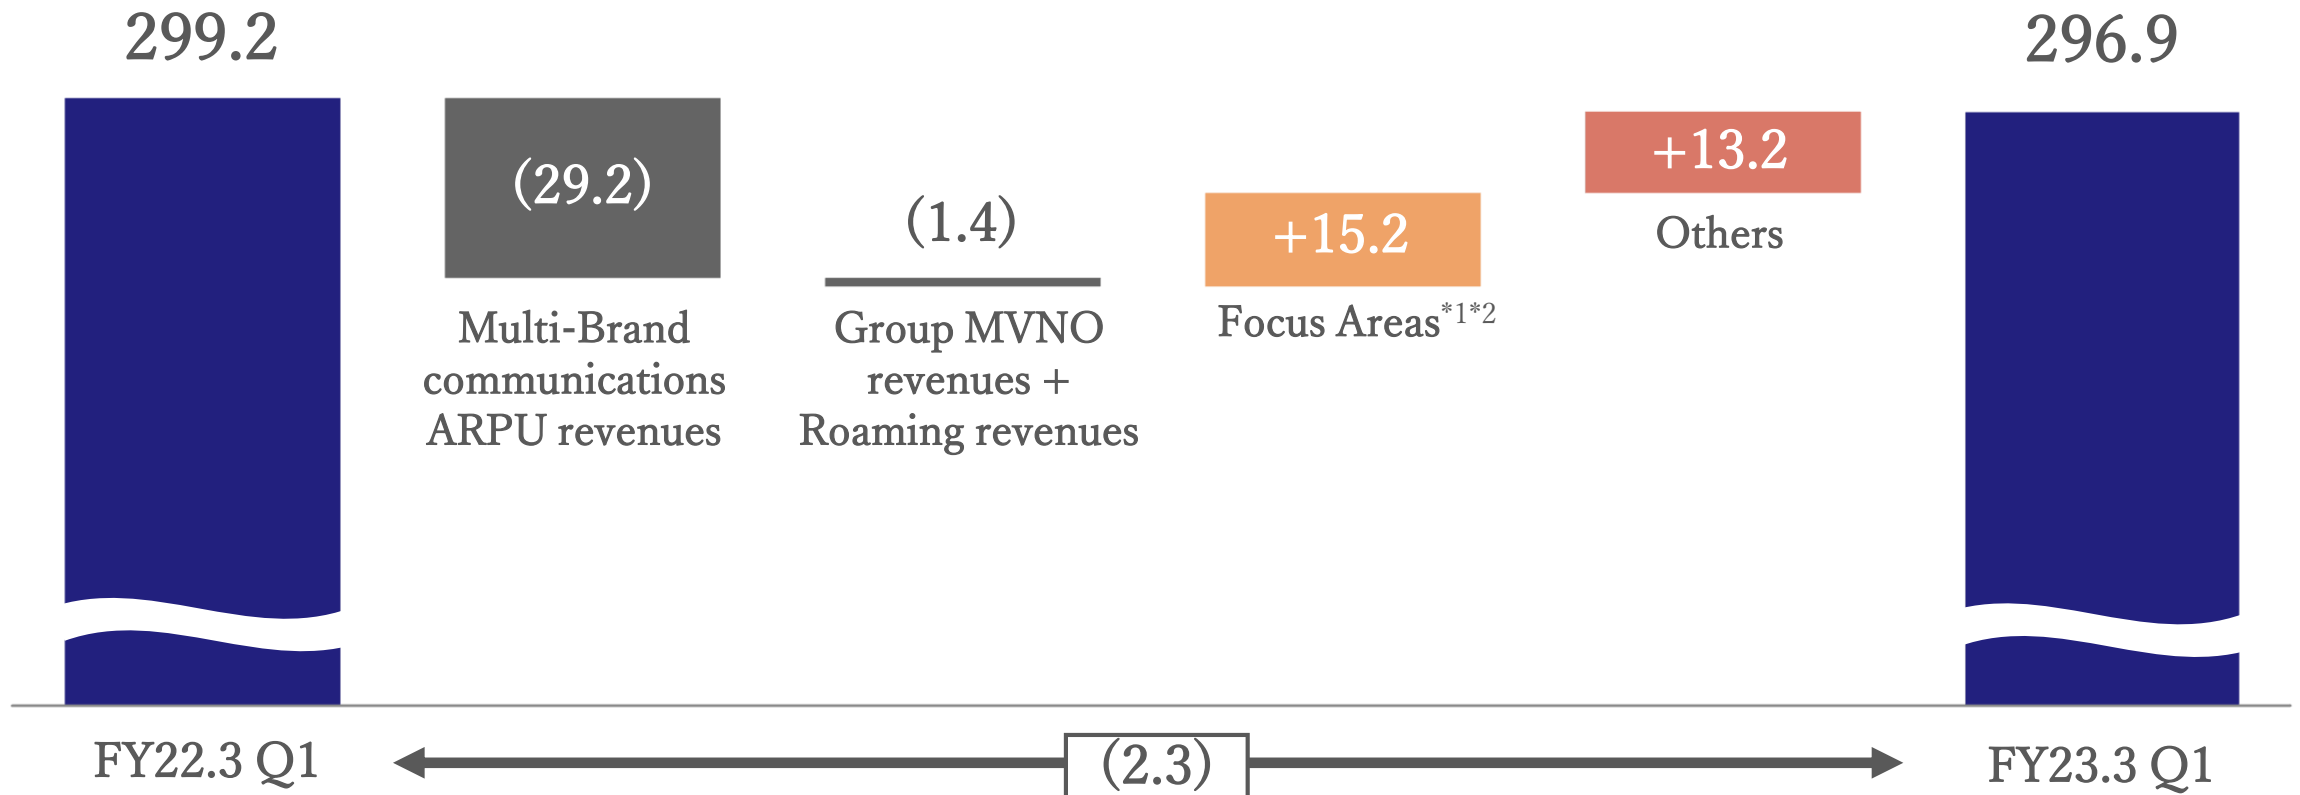 299.2
296.9
(29.2)
(1.4)
+15.2
+13.2
Multi-Brand
communications
ARPU revenues
Group MVNO
revenues +
Roaming revenues
Focus Areas*1*2
Others
FY22.3 Q1
(2.3)
FY23.3 Q1